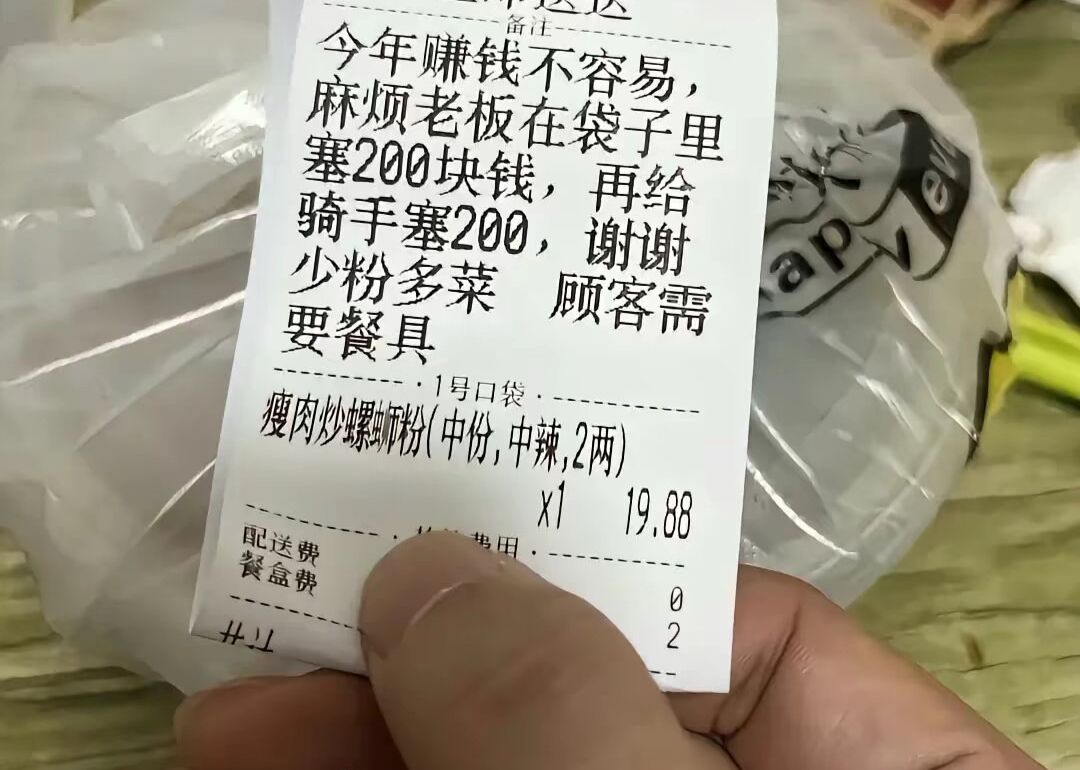 备注
今年赚钱不容易，
麻烦老板在袋子里
塞200块钱，再给
骑手塞200，谢谢
少粉多菜 顾客需
要餐具
1号口袋
瘦肉炒螺蛳粉(中份,中辣,2两)
x1 19.88
费用
配送费 0
餐盒费 2